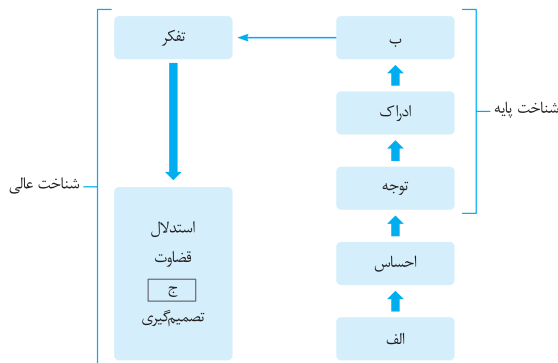 ب
ادراک
توجه
احساس
الف
شناخت پایه
تفکر
استدلال
قضاوت
ج
تصمیم‌گیری
شناخت عالی